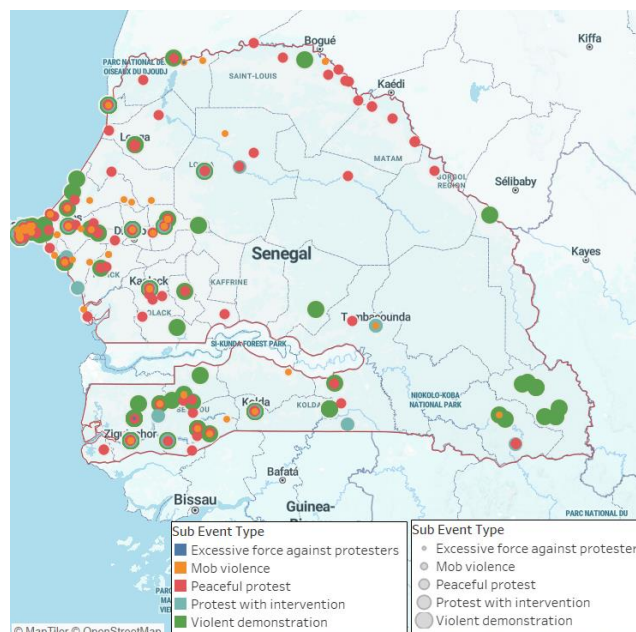 Kiffa
Bogué
PARC NATIONAL DES
OISEAUX DU DJOUDJ
SAINT-LOUIS
Kaédi
Louga
MATAM
GORGOL
REGION
Sélibaby
Senegal
Kayes
Kaolack
KAFFRINE
Tambacounda
SI-KUNDA FOREST PARK
NIOKOLO-KOBA
NATIONAL PARK
Kolda
KOLDA
Ziguinchor
Bafatá
Bissau
Guinea-
PARC NATIONAL DU
Sub Event Type
Excessive force against protesters
Mob violence
Peaceful protest
Protest with intervention
Violent demonstration
Sub Event Type
Excessive force against protester
Mob violence
Peaceful protest
Protest with intervention
Violent demonstration
© MapTiler © OpenStreetMap